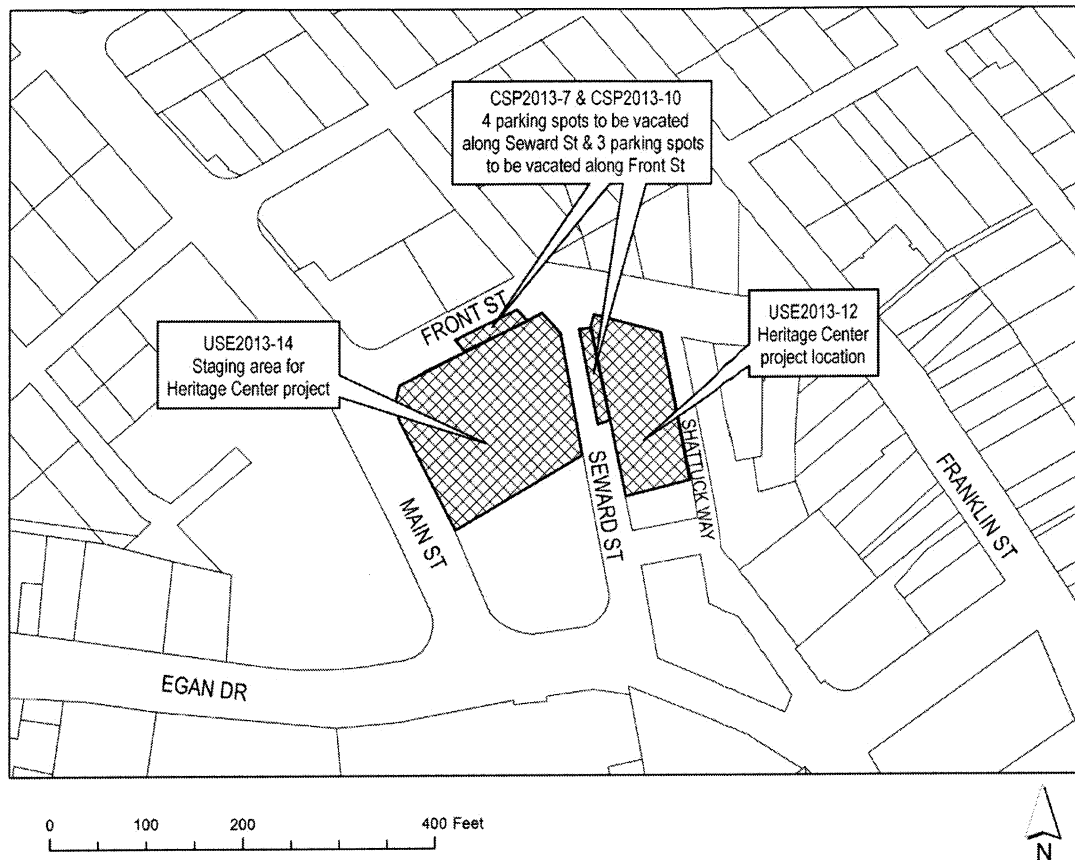 CSP2013-7 & CSP2013-10
4 parking spots to be vacated
along Seward St & 3 parking spots
to be vacated along Front St
FRONT ST
USE2013-14
Staging area for
Heritage Center project
USE2013-12
Heritage Center
project location
MAIN ST
SEWARD ST
SHATTUCK WAY
FRANKLIN ST
EGAN DR
0 100 200 400 Feet
N